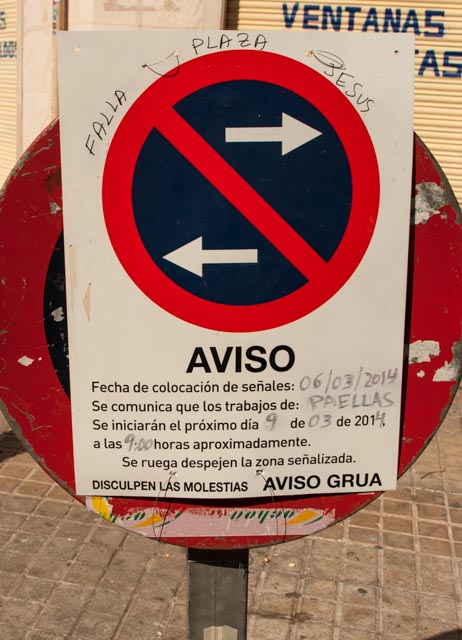 VENTANAS
AS
FALLA PLAZA JESUS
AVISO
Fecha de colocación de señales: 06/03/2014
Se comunica que los trabajos de: PAELLAS
Se iniciarán el próximo día 9 de 03 de 2014.
a las 9:00 horas aproximadamente.
Se ruega despejen la zona señalizada.
DISCULPEN LAS MOLESTIAS AVISO GRUA